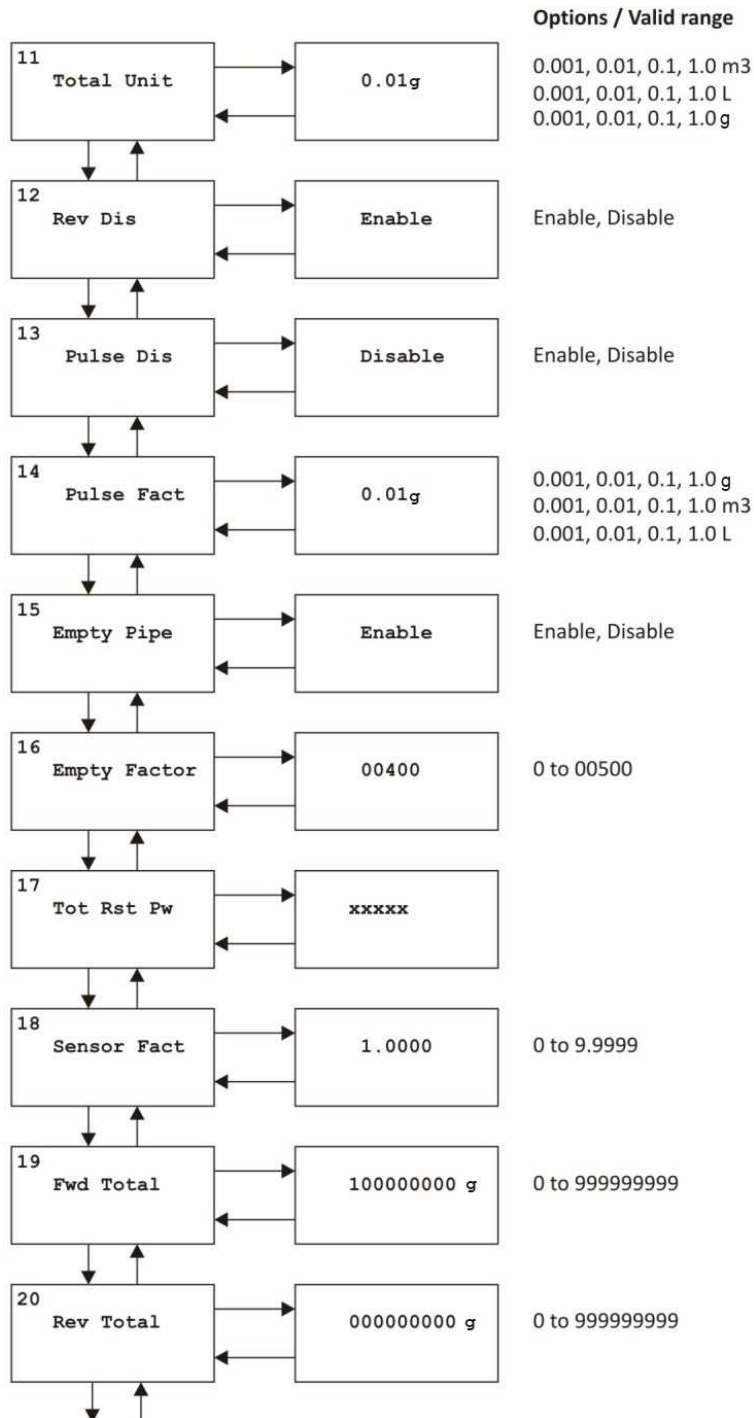 Options / Valid range
11
Total Unit
0.01g
0.001, 0.01, 0.1, 1.0 m3
0.001, 0.01, 0.1, 1.0 L
0.001, 0.01, 0.1, 1.0 g
12
Rev Dis
Enable
Enable, Disable
13
Pulse Dis
Disable
Enable, Disable
14
Pulse Fact
0.01g
0.001, 0.01, 0.1, 1.0 g
0.001, 0.01, 0.1, 1.0 m3
0.001, 0.01, 0.1, 1.0 L
15
Empty Pipe
Enable
Enable, Disable
16
Empty Factor
00400
0 to 00500
17
Tot Rst Pw
xxxxx
18
Sensor Fact
1.0000
0 to 9.9999
19
Fwd Total
100000000 g
0 to 999999999
20
Rev Total
000000000 g
0 to 999999999